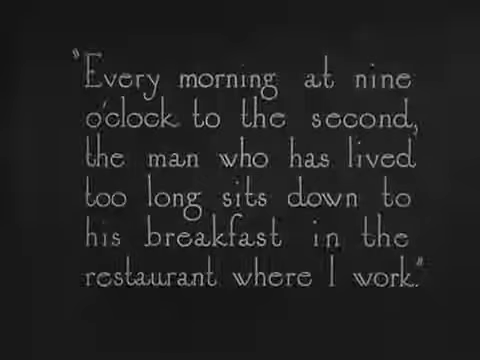 "Every morning at nine
o'clock to the second,
the man who has lived
too long sits down to
his breakfast in the
restaurant where I work."